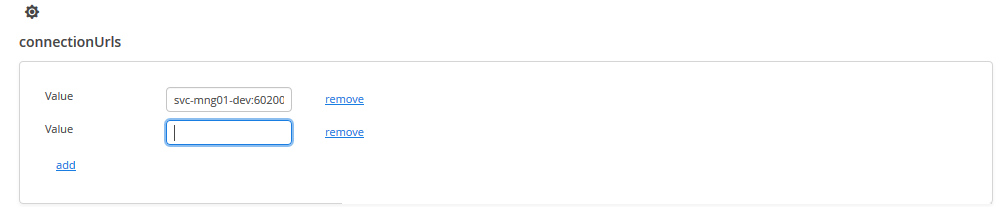 connectionUrls
Value svc-mng01-dev:60200 remove
Value remove
add